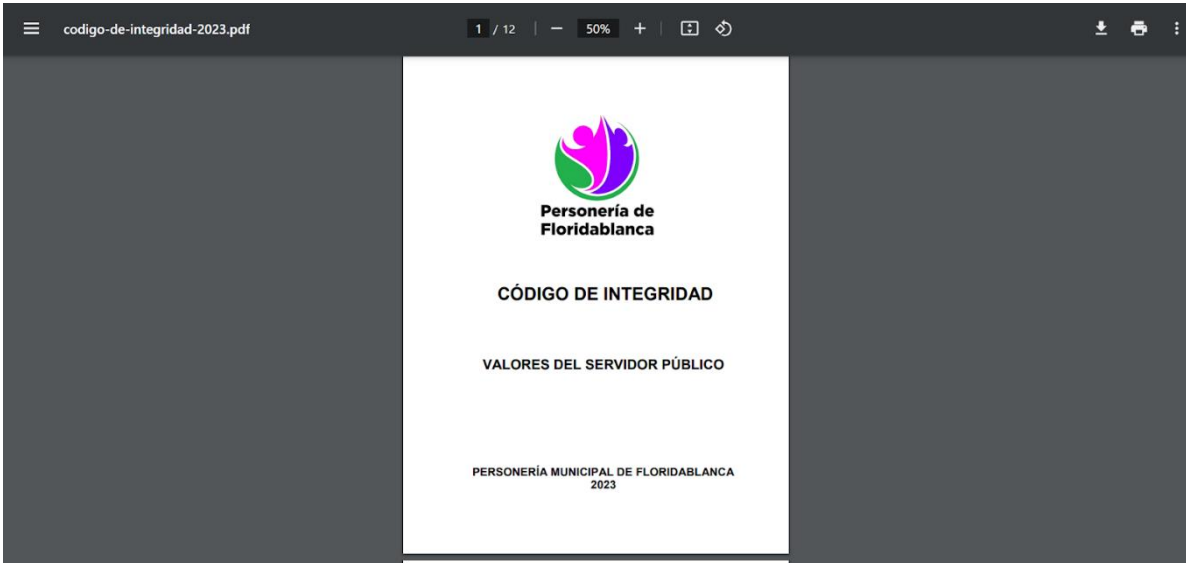 codigo-de-integridad-2023.pdf
1 / 12
50%
Personería de
Floridablanca
CÓDIGO DE INTEGRIDAD
VALORES DEL SERVIDOR PÚBLICO
PERSONERÍA MUNICIPAL DE FLORIDABLANCA
2023